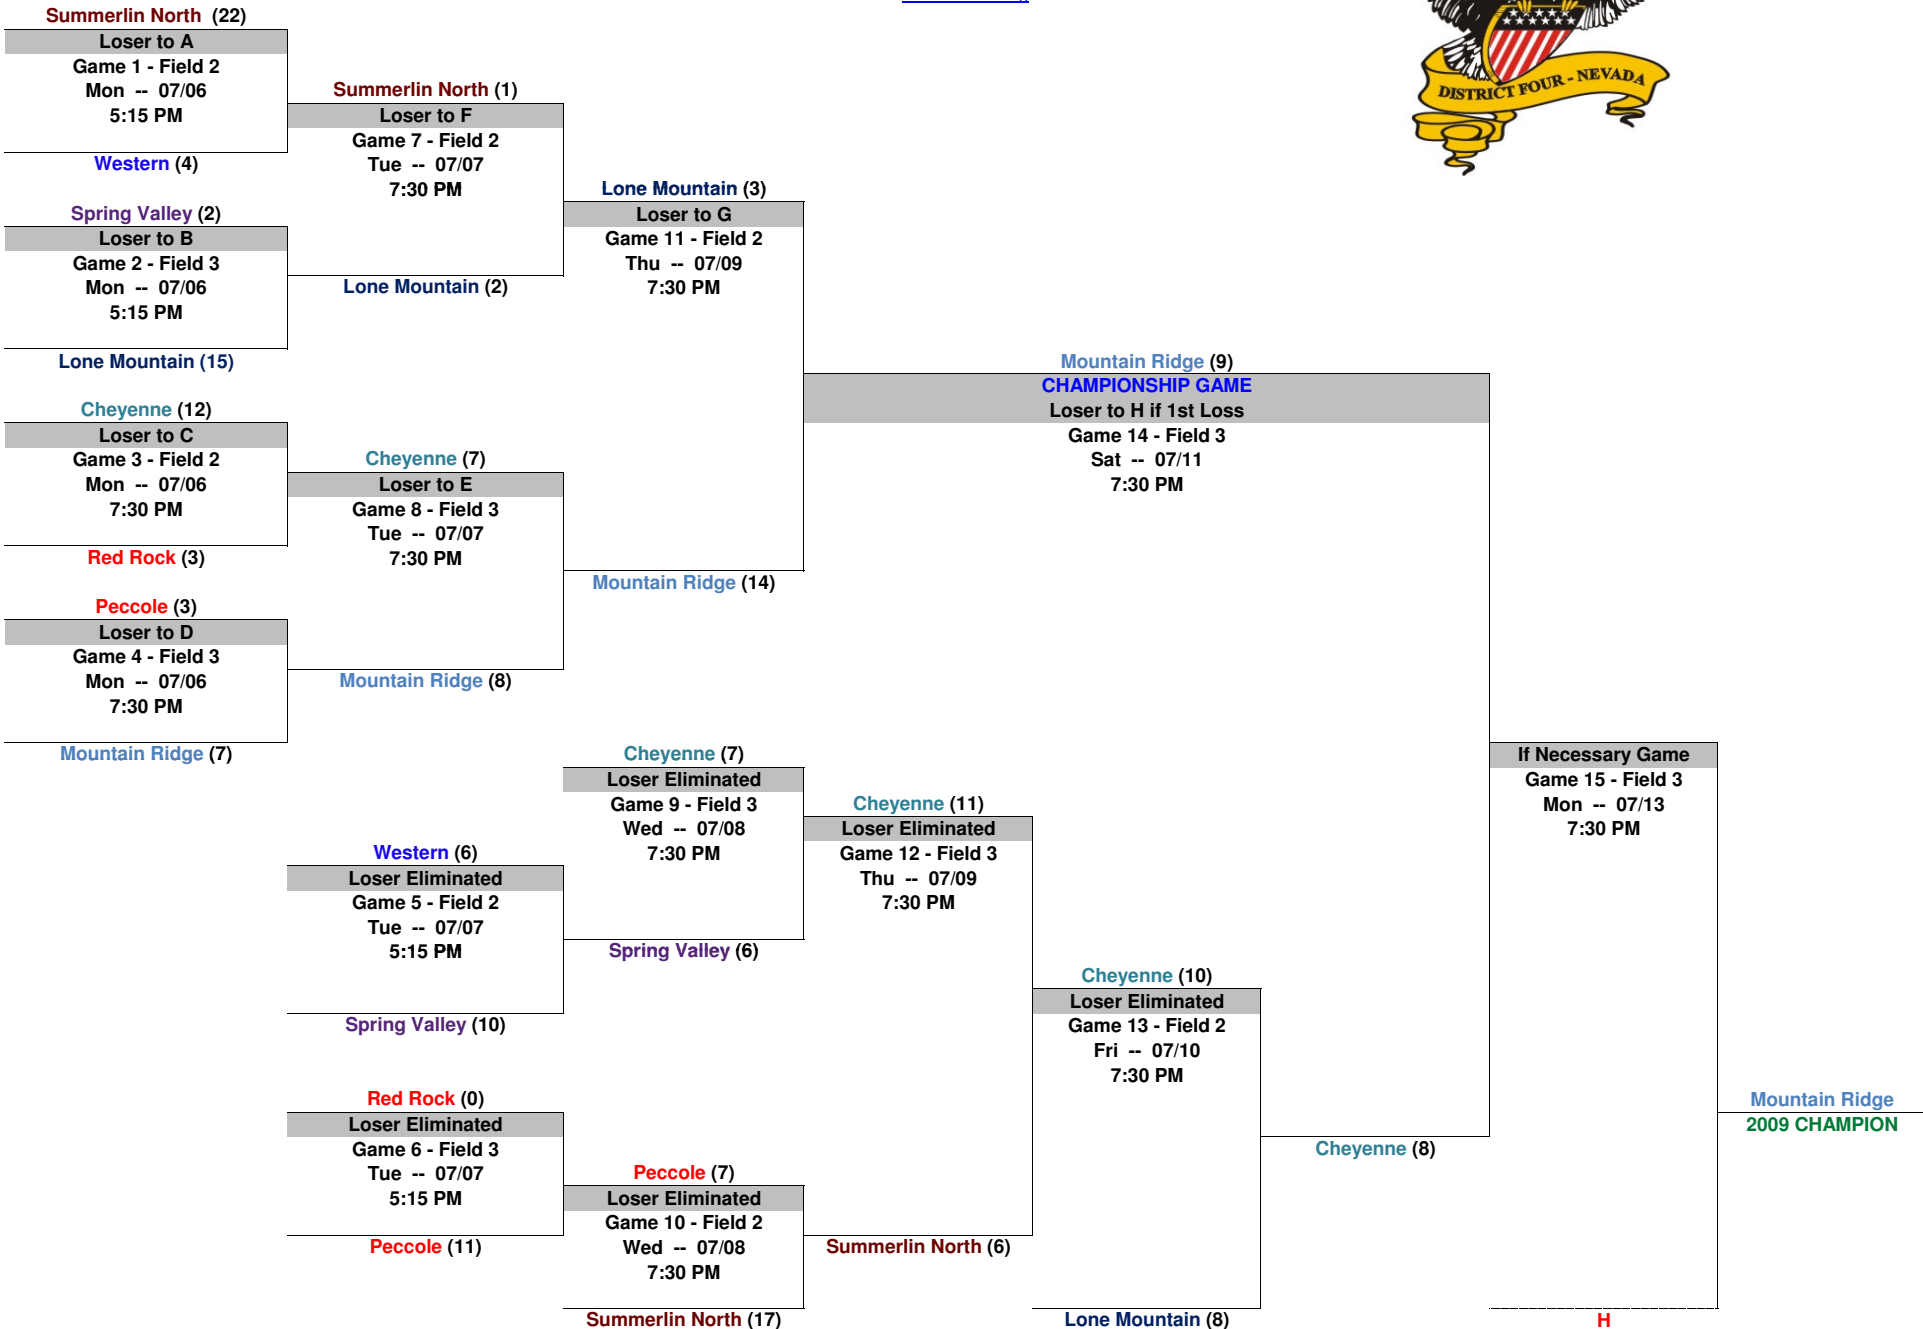 Summerlin North (22)
Loser to A
Game 1 - Field 2
Mon -- 07/06
5:15 PM
Western (4)
Spring Valley (2)
Loser to B
Game 2 - Field 3
Mon -- 07/06
5:15 PM
Lone Mountain (15)
Cheyenne (12)
Loser to C
Game 3 - Field 2
Mon -- 07/06
7:30 PM
Red Rock (3)
Peccole (3)
Loser to D
Game 4 - Field 3
Mon -- 07/06
7:30 PM
Mountain Ridge (7)
Summerlin North (1)
Loser to F
Game 7 - Field 2
Tue -- 07/07
7:30 PM
Lone Mountain (2)
Cheyenne (7)
Loser to E
Game 8 - Field 3
Tue -- 07/07
7:30 PM
Mountain Ridge (8)
Western (6)
Loser Eliminated
Game 5 - Field 2
Tue -- 07/07
5:15 PM
Spring Valley (10)
Red Rock (0)
Loser Eliminated
Game 6 - Field 3
Tue -- 07/07
5:15 PM
Peccole (11)
Lone Mountain (3)
Loser to G
Game 11 - Field 2
Thu -- 07/09
7:30 PM
Mountain Ridge (14)
Cheyenne (7)
Loser Eliminated
Game 9 - Field 3
Wed -- 07/08
7:30 PM
Spring Valley (6)
Peccole (7)
Loser Eliminated
Game 10 - Field 2
Wed -- 07/08
7:30 PM
Summerlin North (17)
Cheyenne (11)
Loser Eliminated
Game 12 - Field 3
Thu -- 07/09
7:30 PM
Summerlin North (6)
Cheyenne (10)
Loser Eliminated
Game 13 - Field 2
Fri -- 07/10
7:30 PM
Lone Mountain (8)
Mountain Ridge (9)
CHAMPIONSHIP GAME
Loser to H if 1st Loss
Game 14 - Field 3
Sat -- 07/11
7:30 PM
Cheyenne (8)
If Necessary Game
Game 15 - Field 3
Mon -- 07/13
7:30 PM
H
Mountain Ridge
2009 CHAMPION
DISTRICT FOUR - NEVADA